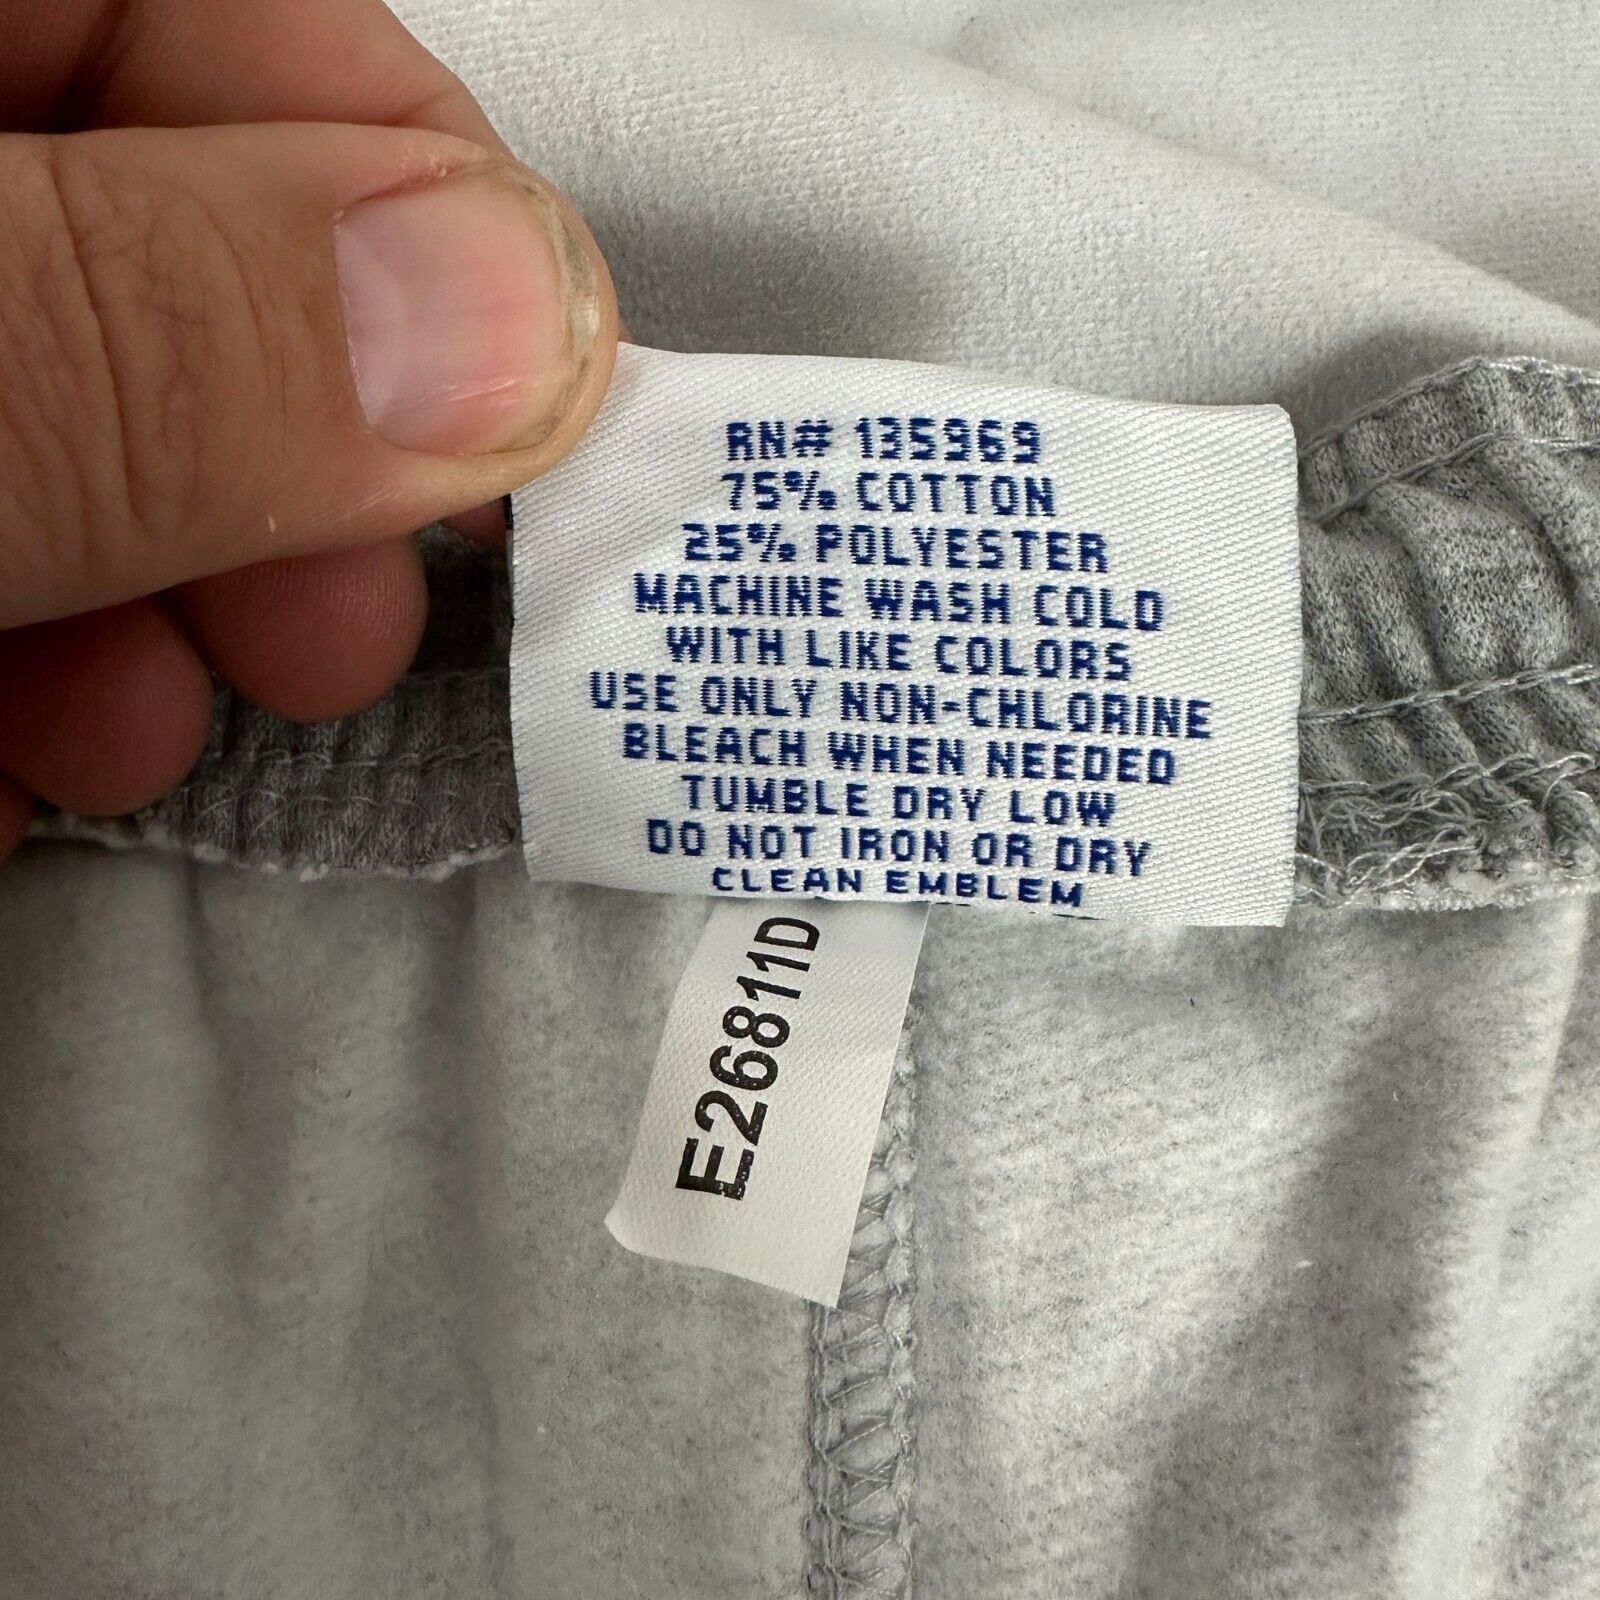 RN# 135969
75% COTTON
25% POLYESTER
MACHINE WASH COLD
WITH LIKE COLORS
USE ONLY NON-CHLORINE
BLEACH WHEN NEEDED
TUMBLE DRY LOW
DO NOT IRON OR DRY
CLEAN EMBLEM
E26811D